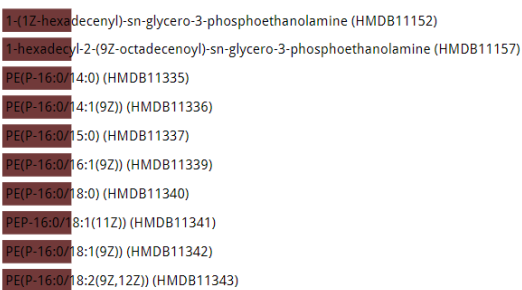 1-(1Z-hexadecenyl)-sn-glycero-3-phosphoethanolamine (HMDB11152)
1-hexadecyl-2-(9Z-octadecenoyl)-sn-glycero-3-phosphoethanolamine (HMDB11157)
PE(P-16:0/14:0) (HMDB11335)
PE(P-16:0/14:1(9Z)) (HMDB11336)
PE(P-16:0/15:0) (HMDB11337)
PE(P-16:0/16:1(9Z)) (HMDB11339)
PE(P-16:0/18:0) (HMDB11340)
PEP-16:0/18:1(11Z)) (HMDB11341)
PE(P-16:0/18:1(9Z)) (HMDB11342)
PE(P-16:0/18:2(9Z,12Z)) (HMDB11343)